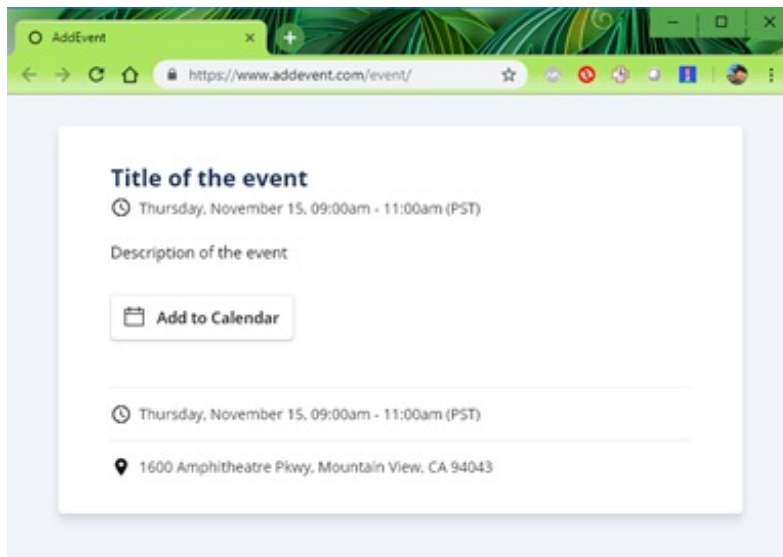 AddEvent
https://www.addevent.com/event/
Title of the event
Thursday, November 15, 09:00am - 11:00am (PST)
Description of the event
Add to Calendar
Thursday, November 15, 09:00am - 11:00am (PST)
1600 Amphitheatre Pkwy, Mountain View, CA 94043